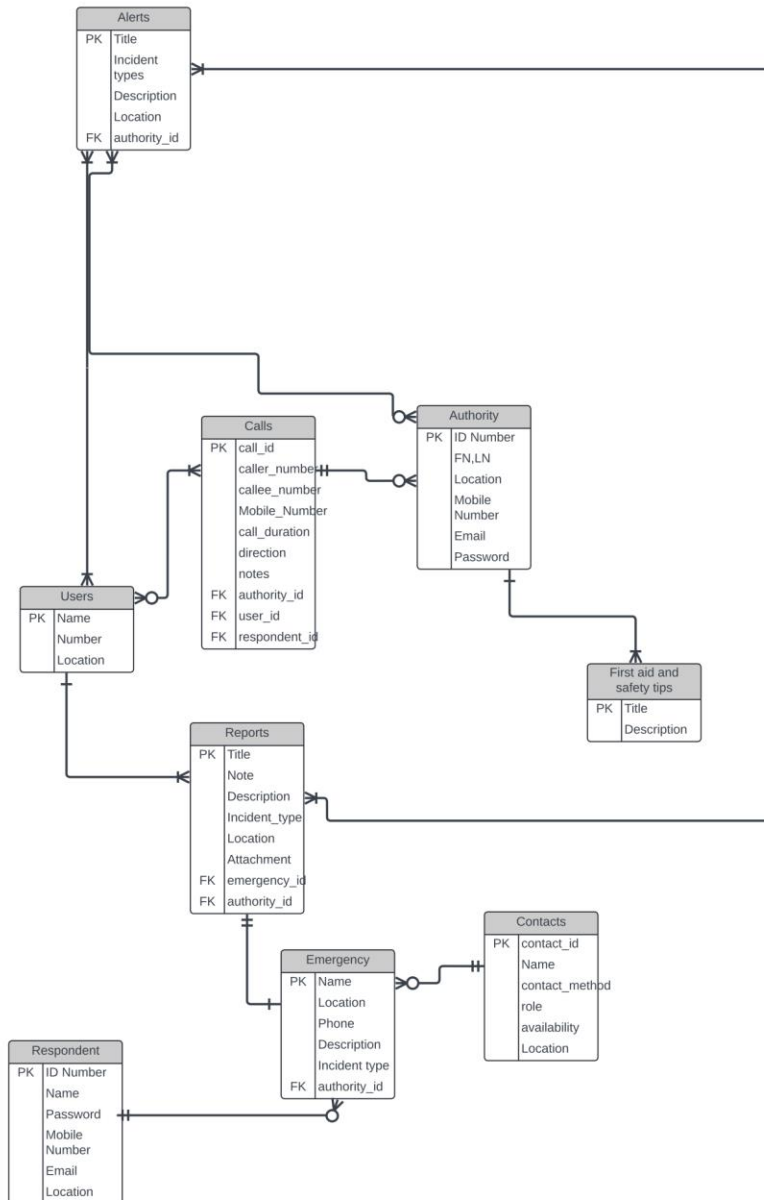 Alerts
PK Title
Incident
types
Description
Location
FK authority_id
Calls
PK call_id
caller_number
callee_number
Mobile_Number
call_duration
direction
notes
FK authority_id
FK user_id
FK respondent_id
Authority
PK ID Number
FN,LN
Location
Mobile
Number
Email
Password
Users
PK Name
Number
Location
First aid and
safety tips
PK Title
Description
Reports
PK Title
Note
Description
Incident_type
Location
Attachment
FK emergency_id
FK authority_id
Contacts
PK contact_id
Name
contact_method
role
availability
Location
Emergency
PK Name
Location
Phone
Description
Incident type
FK authority_id
Respondent
PK ID Number
Name
Password
Mobile
Number
Email
Location